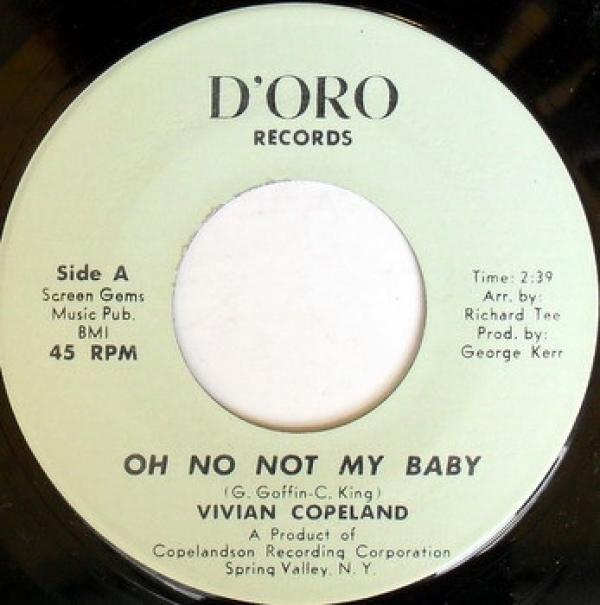 D'ORO
RECORDS
Side A
Screen Gems
Music Pub.
BMI
45 RPM
Time: 2:39
Arr. by:
Richard Tee
Prod. by:
George Kerr
OH NO NOT MY BABY
(G. Goffin-C. King)
VIVIAN COPELAND
A Product of
Copelandson Recording Corporation
Spring Valley, N. Y.